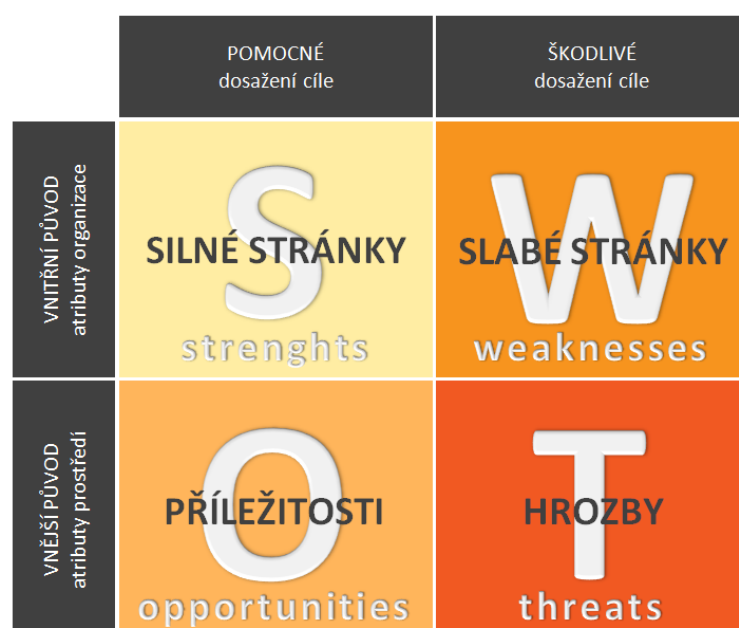 POMOCNÉ
dosažení cíle
ŠKODLIVÉ
dosažení cíle
VNITŘNÍ PŮVOD
atributy organizace
S
SILNÉ STRÁNKY
strenghts
W
SLABÉ STRÁNKY
weaknesses
VNĚJŠÍ PŮVOD
atributy prostředí
O
PŘÍLEŽITOSTI
opportunities
T
HROZBY
threats